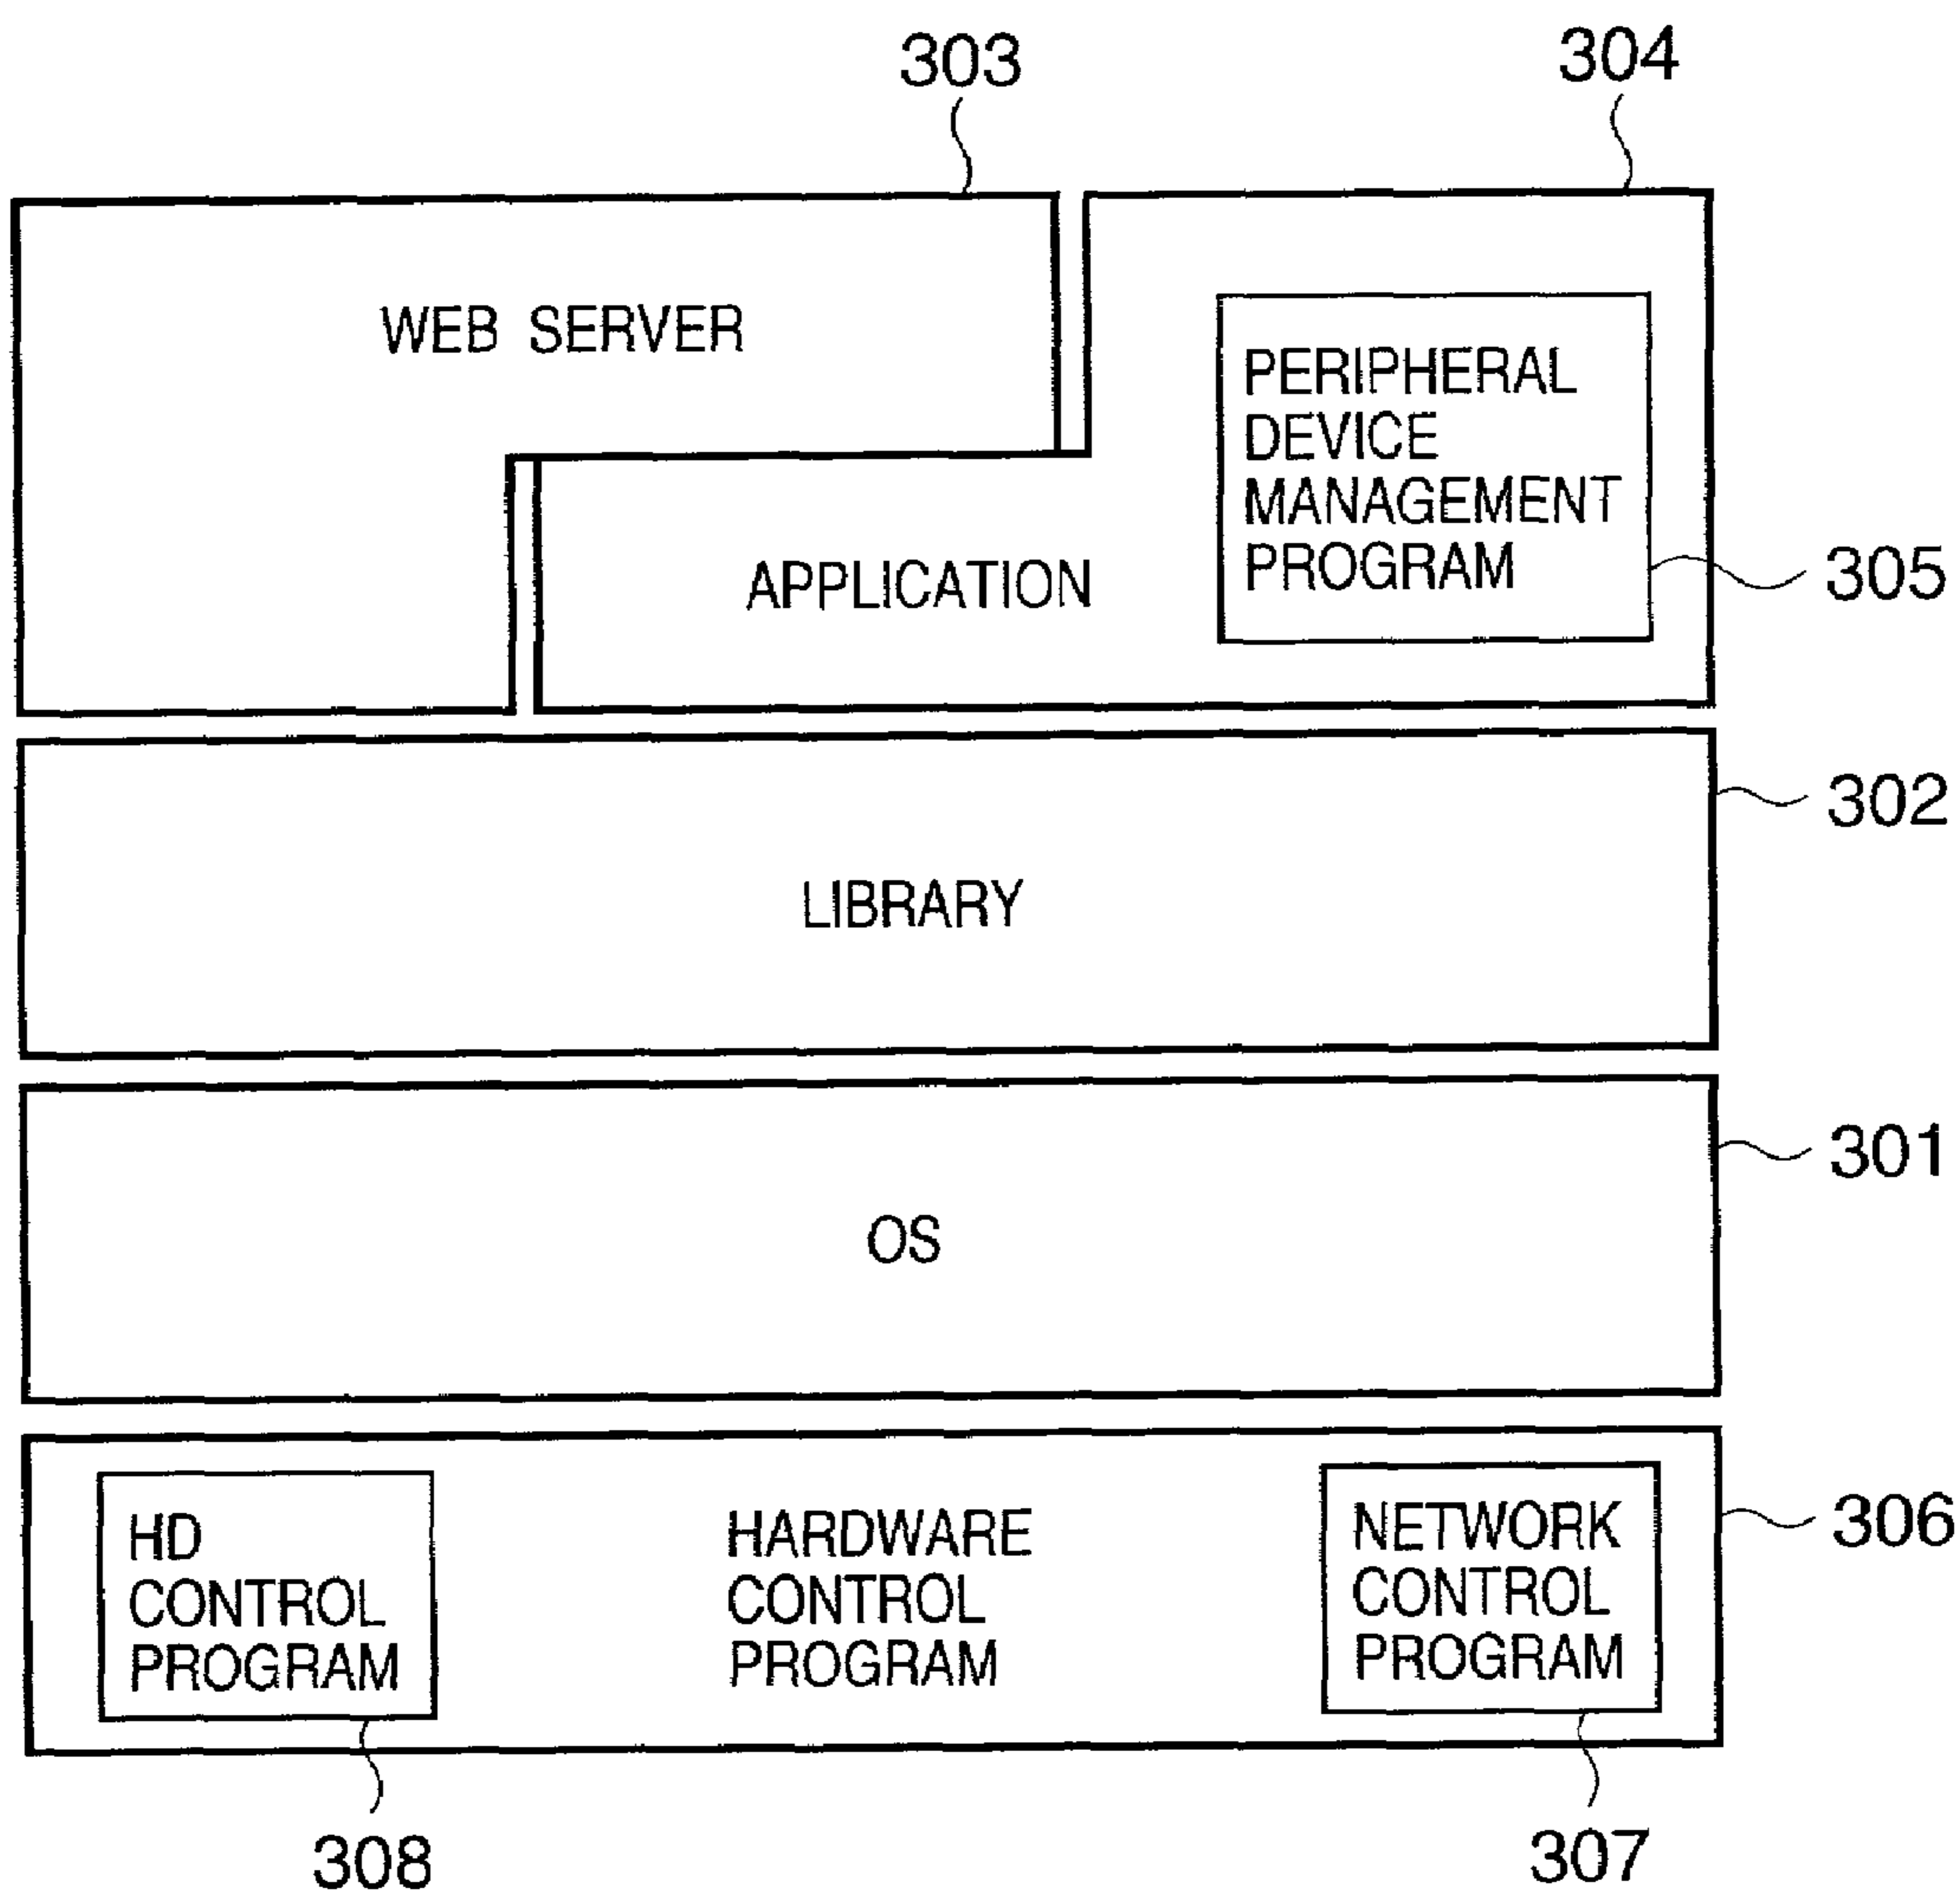 303
304
WEB SERVER
PERIPHERAL
DEVICE
MANAGEMENT
PROGRAM
305
APPLICATION
302
LIBRARY
301
OS
306
HD
CONTROL
PROGRAM
HARDWARE
CONTROL
PROGRAM
NETWORK
CONTROL
PROGRAM
308
307